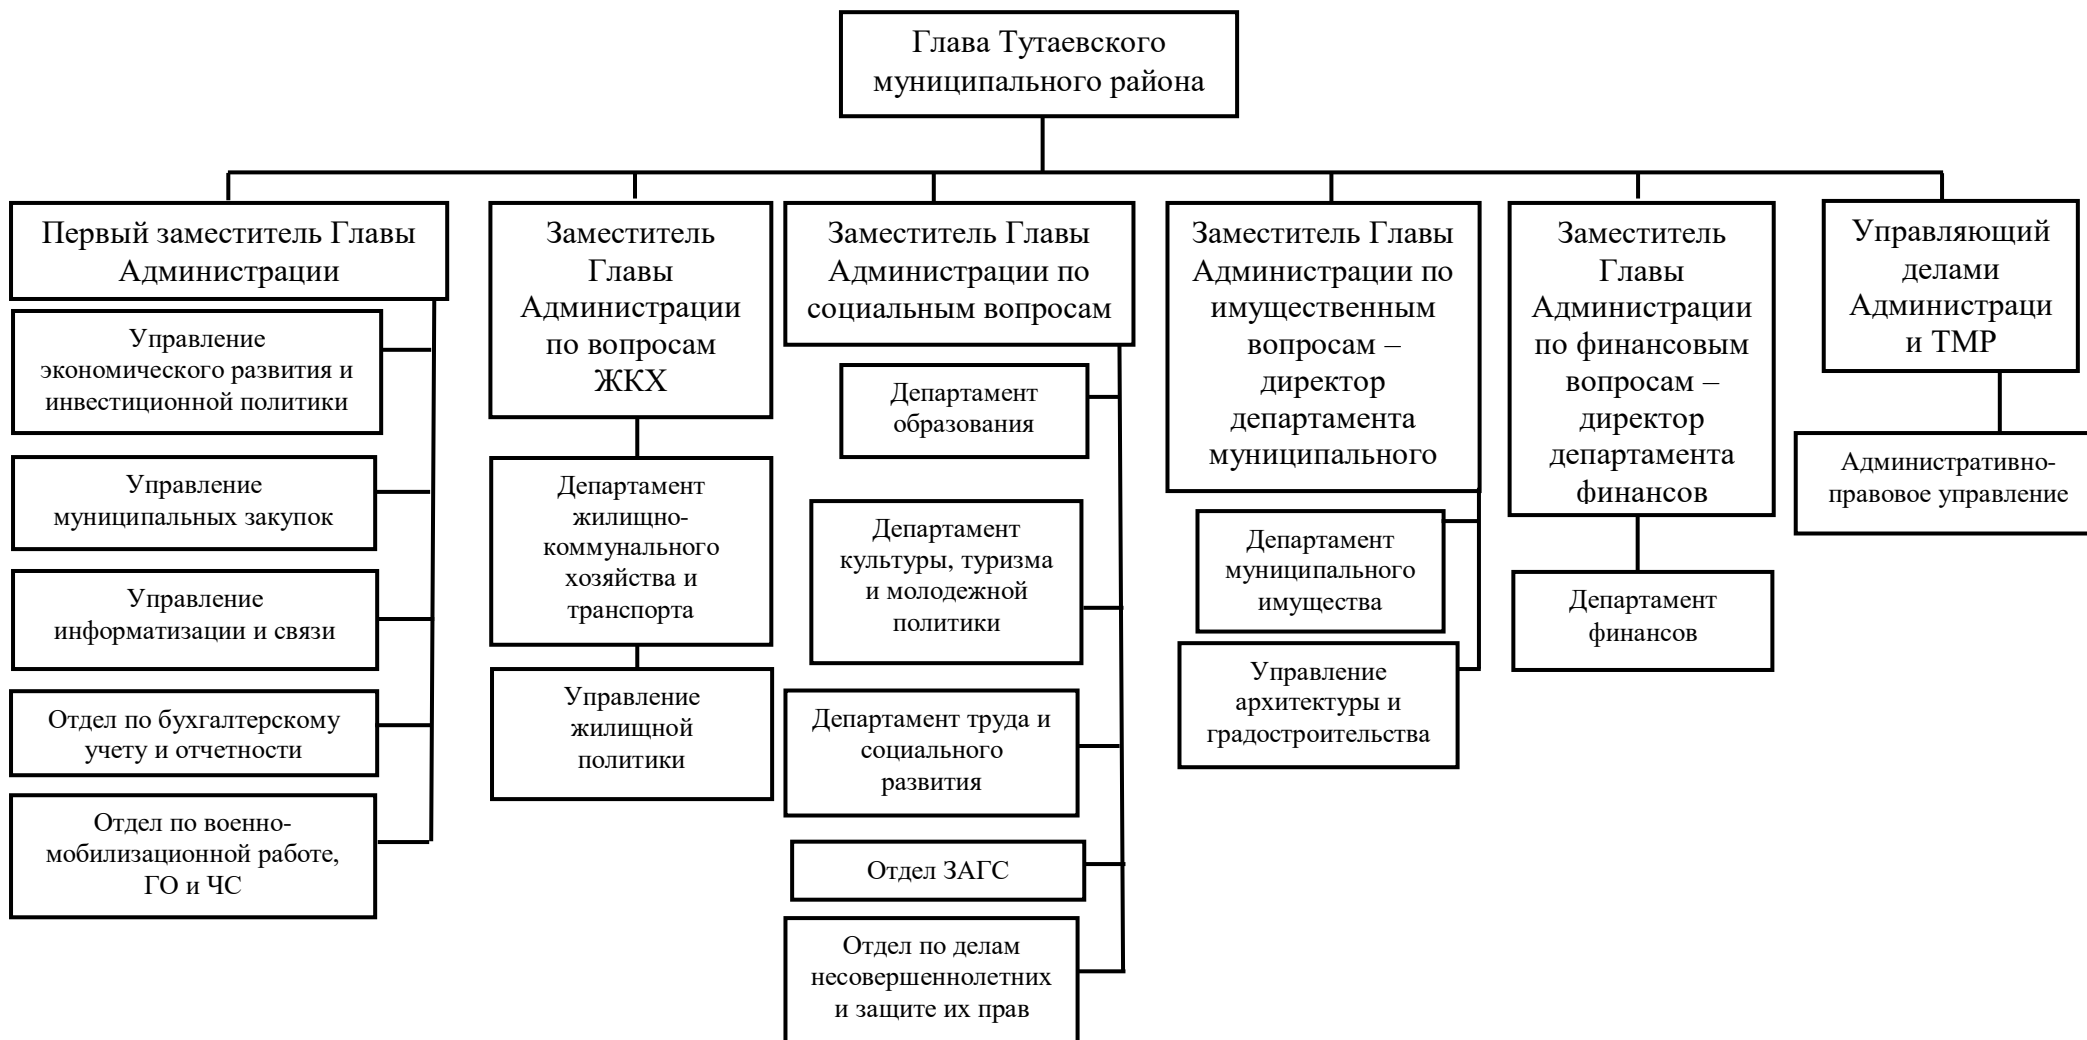 Глава Тутаевского
муниципального района
Первый заместитель Главы
Администрации
Управление
экономического развития и
инвестиционной политики
Управление
муниципальных закупок
Управление
информатизации и связи
Отдел по бухгалтерскому
учету и отчетности
Отдел по военно-
мобилизационной работе,
ГО и ЧС
Заместитель
Главы
Администрации
по вопросам
ЖКХ
Департамент
жилищно-
коммунального
хозяйства и
транспорта
Управление
жилищной
политики
Заместитель Главы
Администрации по
социальным вопросам
Департамент
образования
Департамент
культуры, туризма
и молодежной
политики
Департамент труда и
социального
развития
Отдел ЗАГС
Отдел по делам
несовершеннолетних
и защите их прав
Заместитель Главы
Администрации по
имущественным
вопросам –
директор
департамента
муниципального
Департамент
муниципального
имущества
Управление
архитектуры и
градостроительства
Заместитель
Главы
Администрации
по финансовым
вопросам –
директор
департамента
финансов
Департамент
финансов
Управляющий
делами
Администраци
и ТМР
Административно-
правовое управление